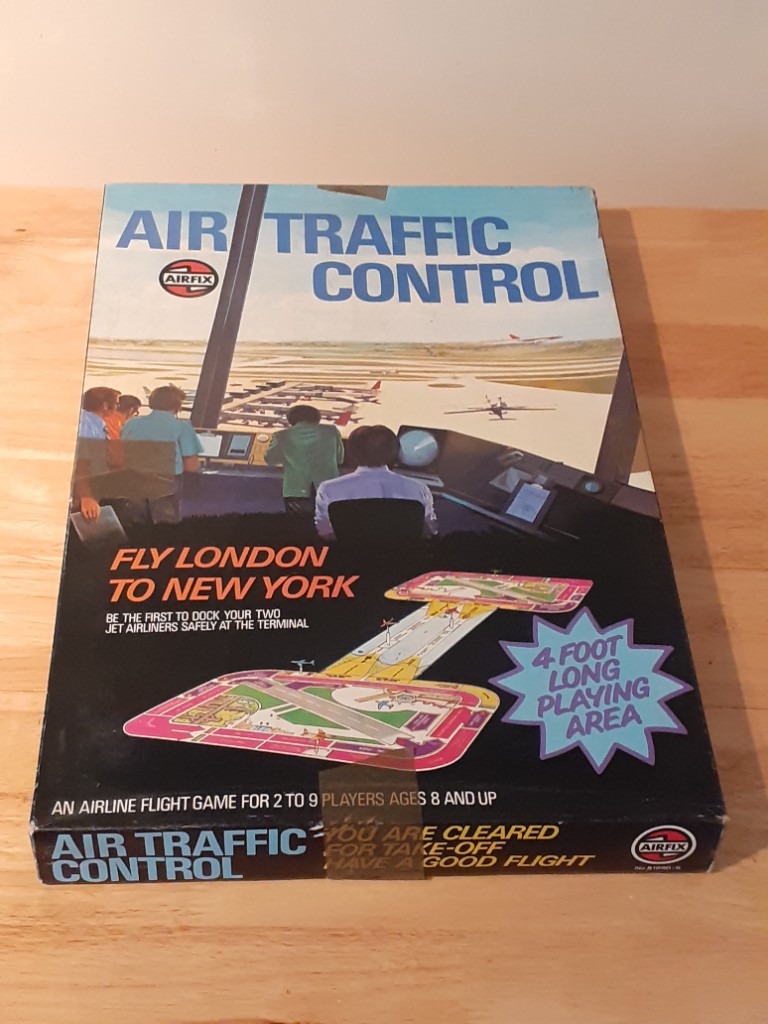 AIR TRAFFIC
CONTROL
AIRFIX
FLY LONDON
TO NEW YORK
BE THE FIRST TO DOCK YOUR TWO
JET AIRLINERS SAFELY AT THE TERMINAL
4 FOOT
LONG
PLAYING
AREA
AN AIRLINE FLIGHT GAME FOR 2 TO 9 PLAYERS AGES 8 AND UP
AIR TRAFFIC
CONTROL
YOU ARE CLEARED
FOR TAKE-OFF
HAVE A GOOD FLIGHT
AIRFIX